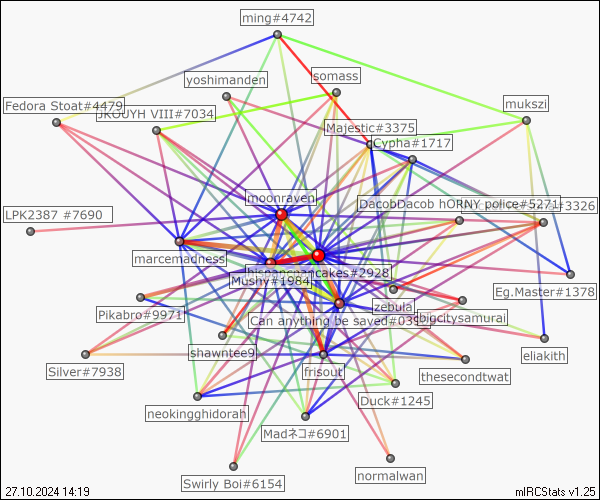 ming#4742
yoshimanden
somass
Fedora Stoat#4479
JKOUYH VIII#7034
mukszi
Majestic#3375
Cypha#1717
moonraven
DacobDacob hORNY police#5271
#3326
LPK2387 #7690
marcemadness
hispancpancakes#2928
Mushy#1984
Eg.Master#1378
zebula
bigcitysamurai
Pikabro#9971
Can anything be saved#039
shawntee9
eliakith
Silver#7938
frisout
thesecondtwat
neokingghidorah
Duck#1245
Madネコ#6901
Swirly Boi#6154
normalwan
27.10.2024 14:19
mIRCStats v1.25